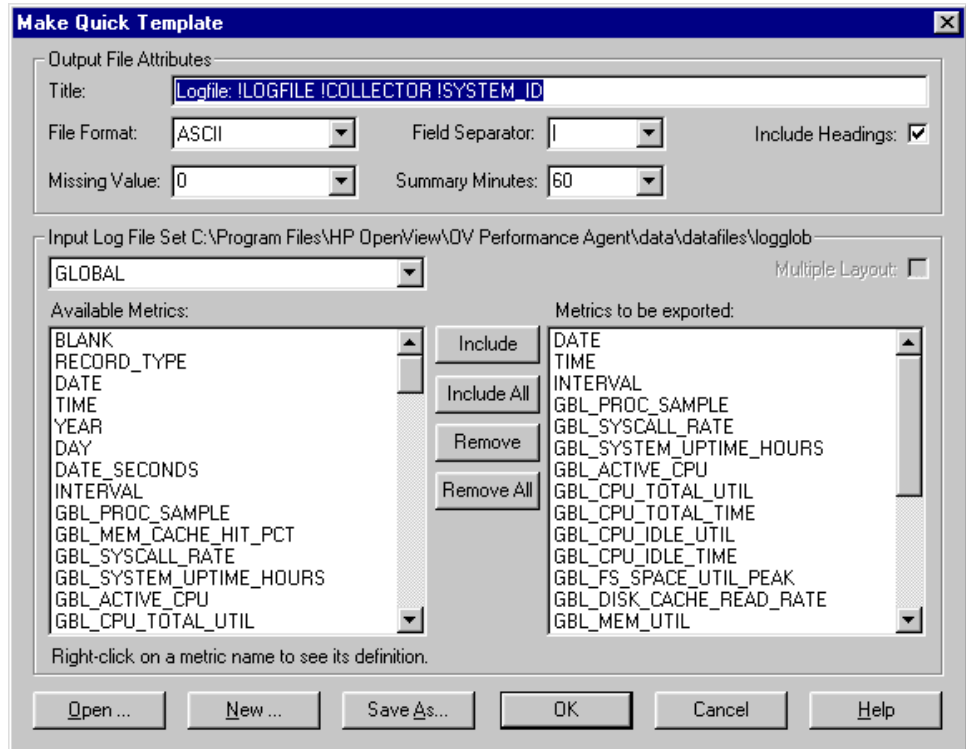 Make Quick Template
Output File Attributes
Title: Logfile: !LOGFILE !COLLECTOR !SYSTEM_ID
File Format: ASCII Field Separator: | Include Headings:
Missing Value: 0 Summary Minutes: 60
Input Log File Set C:\Program Files\HP OpenView\OV Performance Agent\data\datafiles\logglob
GLOBAL Multiple Layout:
Available Metrics:
BLANK
RECORD_TYPE
DATE
TIME
YEAR
DAY
DATE_SECONDS
INTERVAL
GBL_PROC_SAMPLE
GBL_MEM_CACHE_HIT_PCT
GBL_SYSCALL_RATE
GBL_SYSTEM_UPTIME_HOURS
GBL_ACTIVE_CPU
GBL_CPU_TOTAL_UTIL
Include
Include All
Remove
Remove All
Metrics to be exported:
DATE
TIME
INTERVAL
GBL_PROC_SAMPLE
GBL_SYSCALL_RATE
GBL_SYSTEM_UPTIME_HOURS
GBL_ACTIVE_CPU
GBL_CPU_TOTAL_UTIL
GBL_CPU_TOTAL_TIME
GBL_CPU_IDLE_UTIL
GBL_CPU_IDLE_TIME
GBL_FS_SPACE_UTIL_PEAK
GBL_DISK_CACHE_READ_RATE
GBL_MEM_UTIL
Right-click on a metric name to see its definition.
Open ... New ... Save As... OK Cancel Help